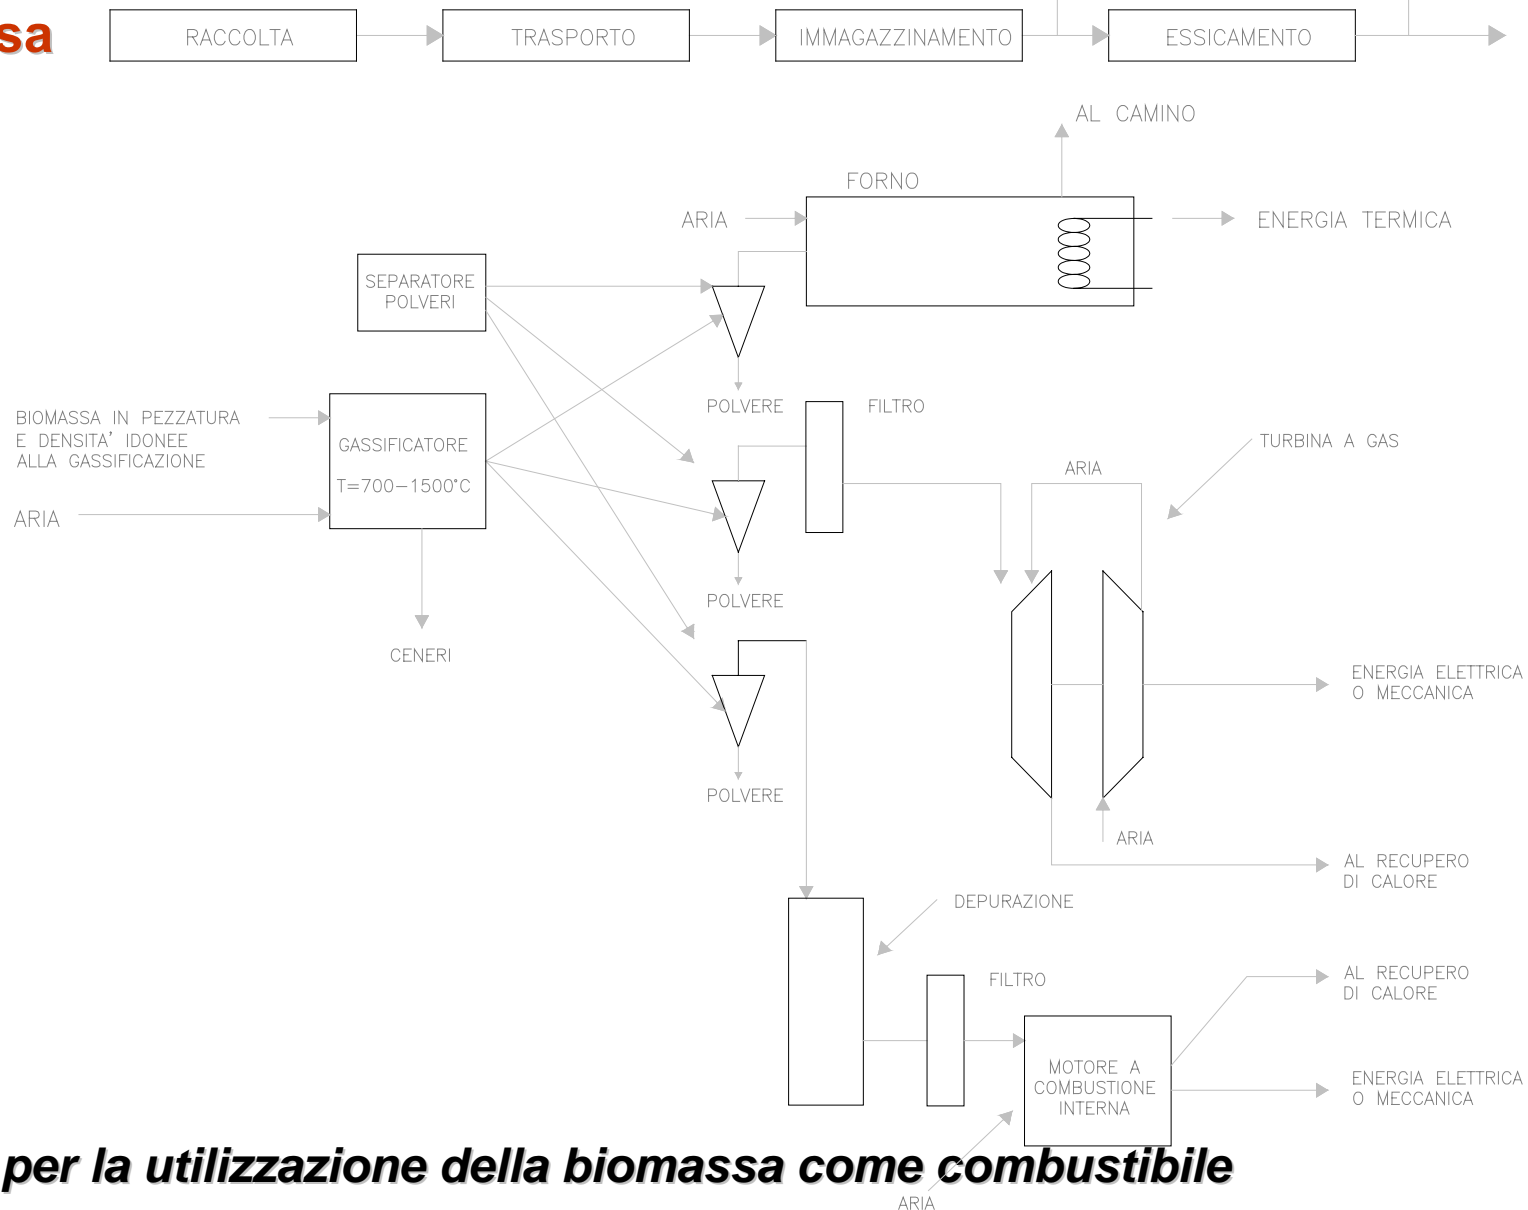 sa
RACCOLTA
TRASPORTO
IMMAGAZZINAMENTO
ESSICAMENTO
AL CAMINO
FORNO
ARIA
ENERGIA TERMICA
SEPARATORE
POLVERI
POLVERE
BIOMASSA IN PEZZATURA
E DENSITA' IDONEE
ALLA GASSIFICAZIONE
GASSIFICATORE
T=700-1500°C
ARIA
CENERI
FILTRO
TURBINA A GAS
ARIA
POLVERE
ENERGIA ELETTRICA
O MECCANICA
POLVERE
ARIA
AL RECUPERO
DI CALORE
DEPURAZIONE
FILTRO
AL RECUPERO
DI CALORE
MOTORE A
COMBUSTIONE
INTERNA
ENERGIA ELETTRICA
O MECCANICA
per la utilizzazione della biomassa come combustibile
ARIA